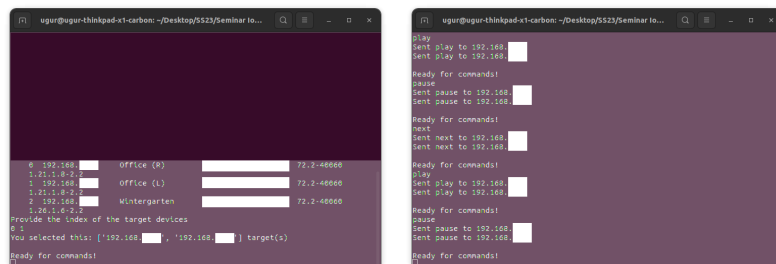 ugur@ugur-thinkpad-x1-carbon: ~/Desktop/SS23/Seminar Io...
0 192.168. Office (R) 72.2-40060
1.21.1.8-2.2
1 192.168. Office (L) 72.2-40060
1.21.1.8-2.2
2 192.168. Wintergarten 72.2-40060
1.26.1.6-2.2
Provide the index of the target devices
0 1
You selected this: ['192.168. ', '192.168. '] target(s)
Ready for commands!
ugur@ugur-thinkpad-x1-carbon: ~/Desktop/SS23/Seminar Io...
play
Sent play to 192.168.
Sent play to 192.168.
Ready for commands!
pause
Sent pause to 192.168.
Sent pause to 192.168.
Ready for commands!
next
Sent next to 192.168.
Sent next to 192.168.
Ready for commands!
play
Sent play to 192.168.
Sent play to 192.168.
Ready for commands!
pause
Sent pause to 192.168.
Sent pause to 192.168.
Ready for commands!